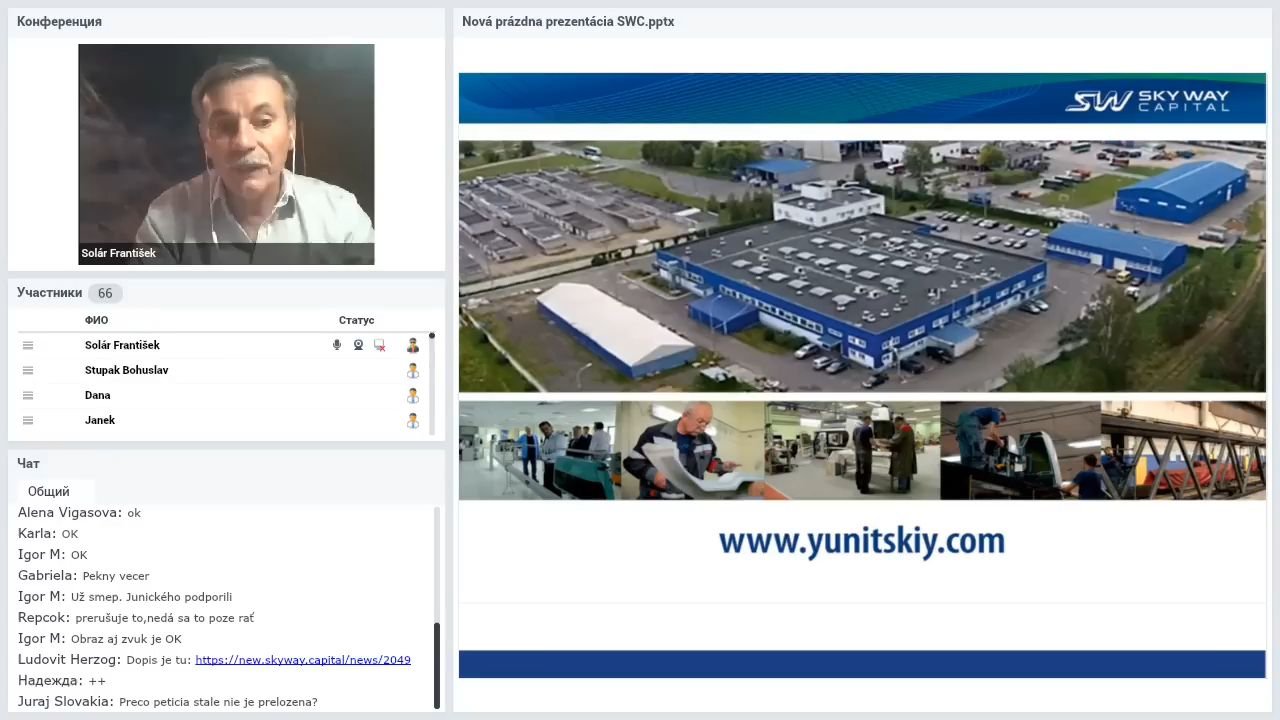 Конференция
Solár František
Участники 66
ФИО Статус
Solár František
Stupak Bohuslav
Dana
Janek
Чат
Общий
Alena Vigasova: ok
Karla: OK
Igor M: OK
Gabriela: Pekny vecer
Igor M: Už smep. Junického podporili
Repcok: prerušuje to,nedá sa to poze rať
Igor M: Obraz aj zvuk je OK
Ludovit Herzog: Dopis je tu: https://new.skyway.capital/news/2049
Надежда: ++
Juraj Slovakia: Preco peticia stale nie je prelozena?
Nová prázdna prezentácia SWC.pptx
SW SKY WAY
CAPITAL
www.yunitskiy.com